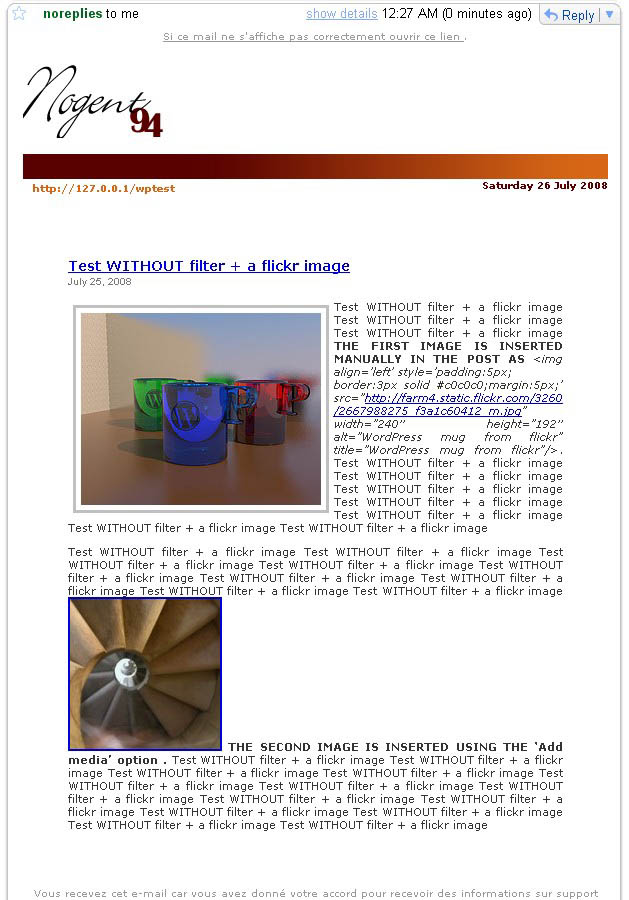 noreplies to me show details 12:27 AM (0 minutes ago) Reply
Si ce mail ne s'affiche pas correctement ouvrir ce lien .
Nogent 94
http://127.0.0.1/wptest Saturday 26 July 2008
Test WITHOUT filter + a flickr image
July 25, 2008
Test WITHOUT filter + a flickr image
Test WITHOUT filter + a flickr image
Test WITHOUT filter + a flickr image
THE FIRST IMAGE IS INSERTED
MANUALLY IN THE POST AS <img
align='left' style='padding:5px;
border:3px solid #c0c0c0;margin:5px;'
src="http://farm4.static.flickr.com/3260
/2667988275_f3a1c60412_m.jpg"
width="240" height="192"
alt="WordPress mug from flickr"
title="WordPress mug from flickr"/>.
Test WITHOUT filter + a flickr image
Test WITHOUT filter + a flickr image
Test WITHOUT filter + a flickr image
Test WITHOUT filter + a flickr image
Test WITHOUT filter + a flickr image
Test WITHOUT filter + a flickr image Test WITHOUT filter + a flickr image
Test WITHOUT filter + a flickr image Test WITHOUT filter + a flickr image Test
WITHOUT filter + a flickr image Test WITHOUT filter + a flickr image Test WITHOUT
filter + a flickr image Test WITHOUT filter + a flickr image Test WITHOUT filter + a
flickr image Test WITHOUT filter + a flickr image Test WITHOUT filter + a flickr image
THE SECOND IMAGE IS INSERTED USING THE 'Add
media' option . Test WITHOUT filter + a flickr image Test WITHOUT filter + a flickr
image Test WITHOUT filter + a flickr image Test WITHOUT filter + a flickr image Test
WITHOUT filter + a flickr image Test WITHOUT filter + a flickr image Test WITHOUT
filter + a flickr image Test WITHOUT filter + a flickr image Test WITHOUT filter + a
flickr image Test WITHOUT filter + a flickr image Test WITHOUT filter + a flickr image
Test WITHOUT filter + a flickr image Test WITHOUT filter + a flickr image
Vous recevez cet e-mail car vous avez donné votre accord pour recevoir des informations sur support